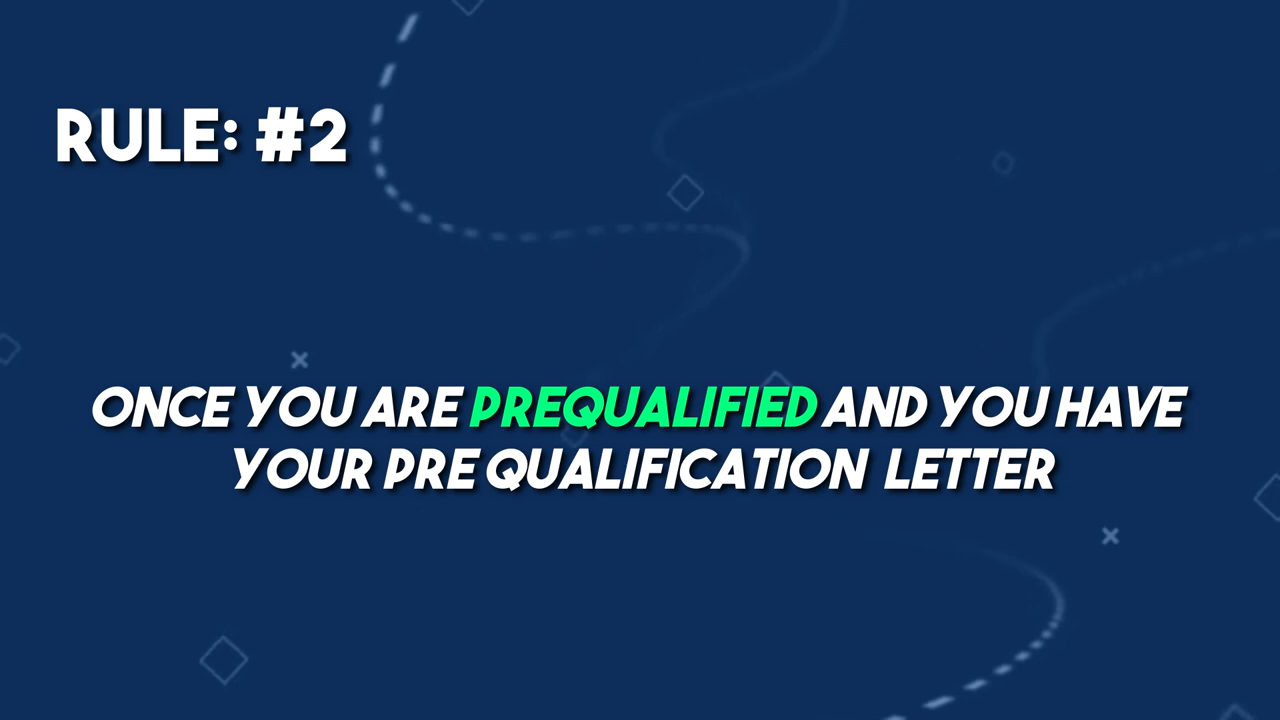 RULE: #2
ONCE YOU ARE PREQUALIFIED AND YOU HAVE
YOUR PRE QUALIFICATION LETTER